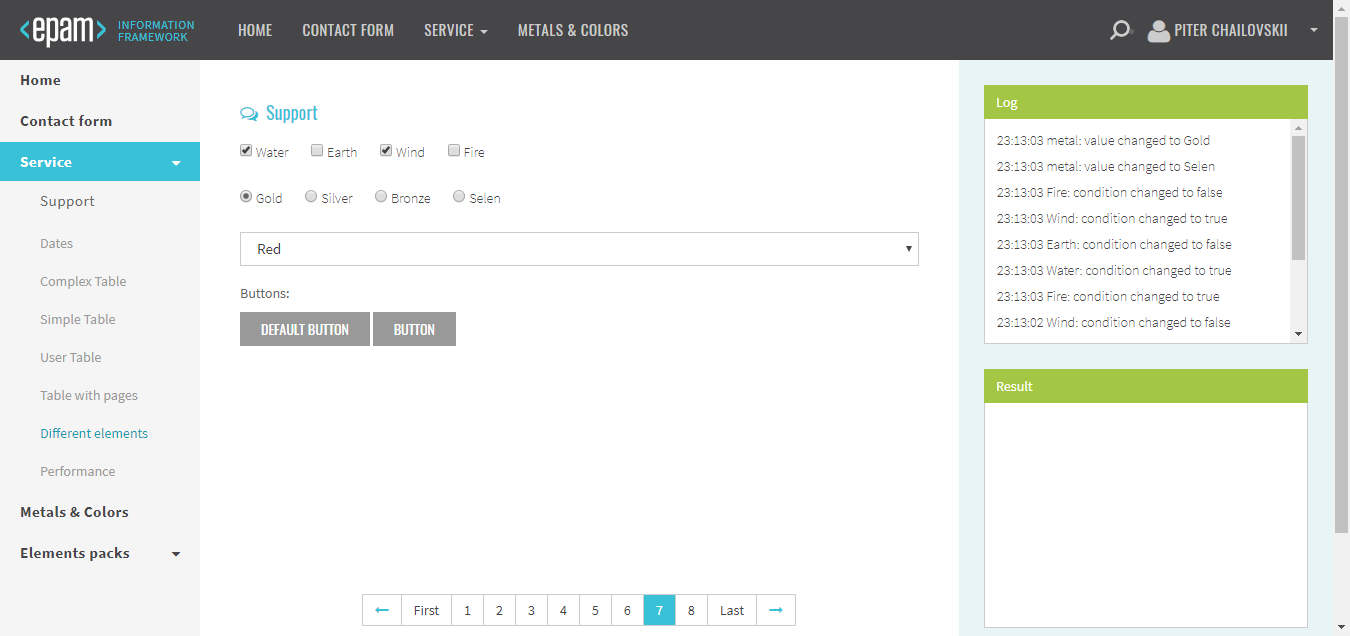 <epam> INFORMATION FRAMEWORK
HOME CONTACT FORM SERVICE METALS & COLORS PITER CHAILOVSKII
Home
Contact form
Service
Support
Dates
Complex Table
Simple Table
User Table
Table with pages
Different elements
Performance
Metals & Colors
Elements packs
Support
Water Earth Wind Fire
Gold Silver Bronze Selen
Red
Buttons:
DEFAULT BUTTON BUTTON
First 1 2 3 4 5 6 7 8 Last
Log
23:13:03 metal: value changed to Gold
23:13:03 metal: value changed to Selen
23:13:03 Fire: condition changed to false
23:13:03 Wind: condition changed to true
23:13:03 Earth: condition changed to false
23:13:03 Water: condition changed to true
23:13:03 Fire: condition changed to true
23:13:02 Wind: condition changed to false
Result